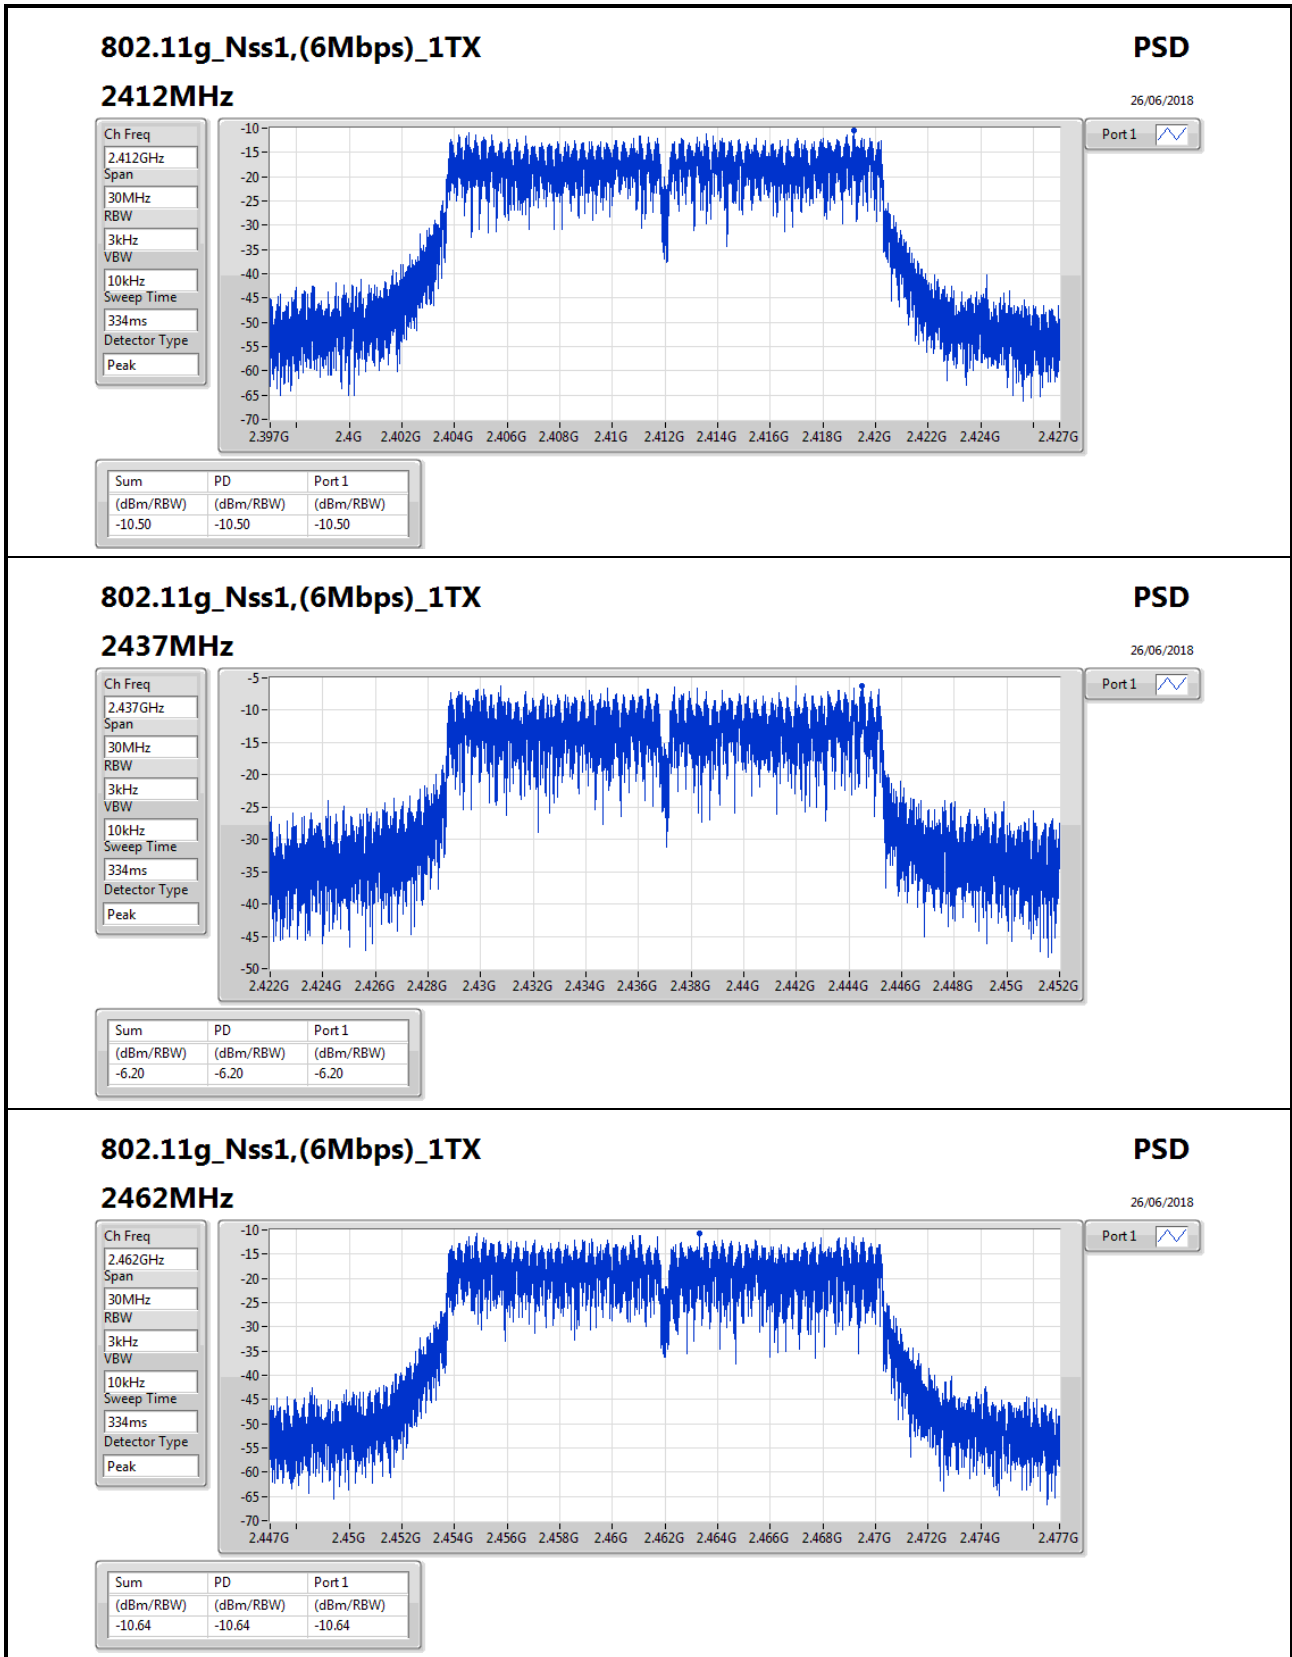 802.11g_Nss1,(6Mbps)_1TX PSD
2412MHz 26/06/2018
Ch Freq
2.412GHz
Span
30MHz
RBW
3kHz
VBW
10kHz
Sweep Time
334ms
Detector Type
Peak
-10
-15
-20
-25
-30
-35
-40
-45
-50
-55
-60
-65
-70
2.397G 2.4G 2.402G 2.404G 2.406G 2.408G 2.41G 2.412G 2.414G 2.416G 2.418G 2.42G 2.422G 2.424G 2.427G
Port 1
Sum PD Port 1
(dBm/RBW) (dBm/RBW) (dBm/RBW)
-10.50 -10.50 -10.50
802.11g_Nss1,(6Mbps)_1TX PSD
2437MHz 26/06/2018
Ch Freq
2.437GHz
Span
30MHz
RBW
3kHz
VBW
10kHz
Sweep Time
334ms
Detector Type
Peak
-5
-10
-15
-20
-25
-30
-35
-40
-45
-50
2.422G 2.424G 2.426G 2.428G 2.43G 2.432G 2.434G 2.436G 2.438G 2.44G 2.442G 2.444G 2.446G 2.448G 2.45G 2.452G
Port 1
Sum PD Port 1
(dBm/RBW) (dBm/RBW) (dBm/RBW)
-6.20 -6.20 -6.20
802.11g_Nss1,(6Mbps)_1TX PSD
2462MHz 26/06/2018
Ch Freq
2.462GHz
Span
30MHz
RBW
3kHz
VBW
10kHz
Sweep Time
334ms
Detector Type
Peak
-10
-15
-20
-25
-30
-35
-40
-45
-50
-55
-60
-65
-70
2.447G 2.45G 2.452G 2.454G 2.456G 2.458G 2.46G 2.462G 2.464G 2.466G 2.468G 2.47G 2.472G 2.474G 2.477G
Port 1
Sum PD Port 1
(dBm/RBW) (dBm/RBW) (dBm/RBW)
-10.64 -10.64 -10.64